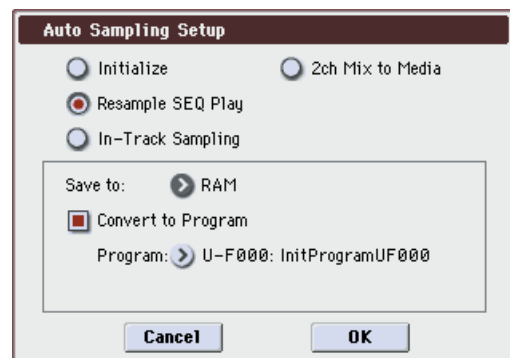 Auto Sampling Setup
Initialize 2ch Mix to Media
Resample SEQ Play
In-Track Sampling
Save to: RAM
Convert to Program
Program: U-F000: InitProgramUF000
Cancel OK